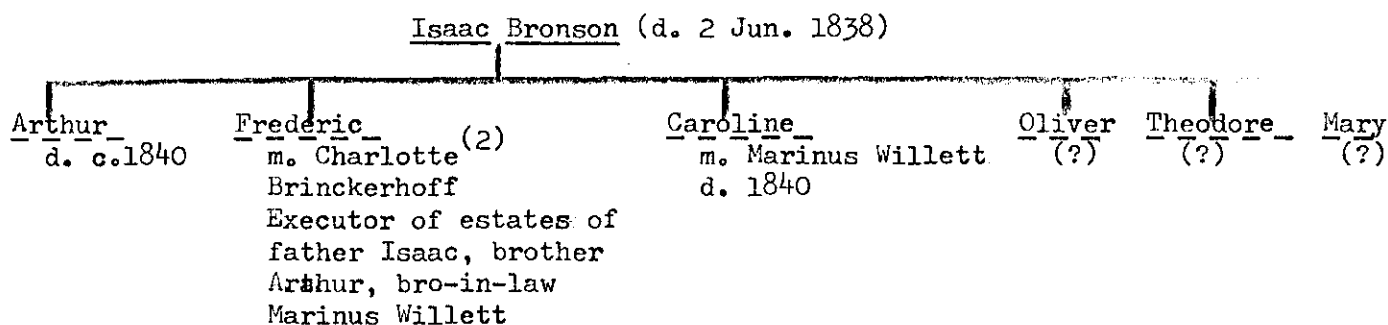 Isaac Bronson (d. 2 Jun. 1838)
Arthur Frederic Caroline Oliver Theodore Mary
d. c.1840 m. Charlotte(2) m. Marinus Willett (?) (?) (?)
Brinckerhoff d. 1840
Executor of estates of
father Isaac, brother
Arthur, bro-in-law
Marinus Willett